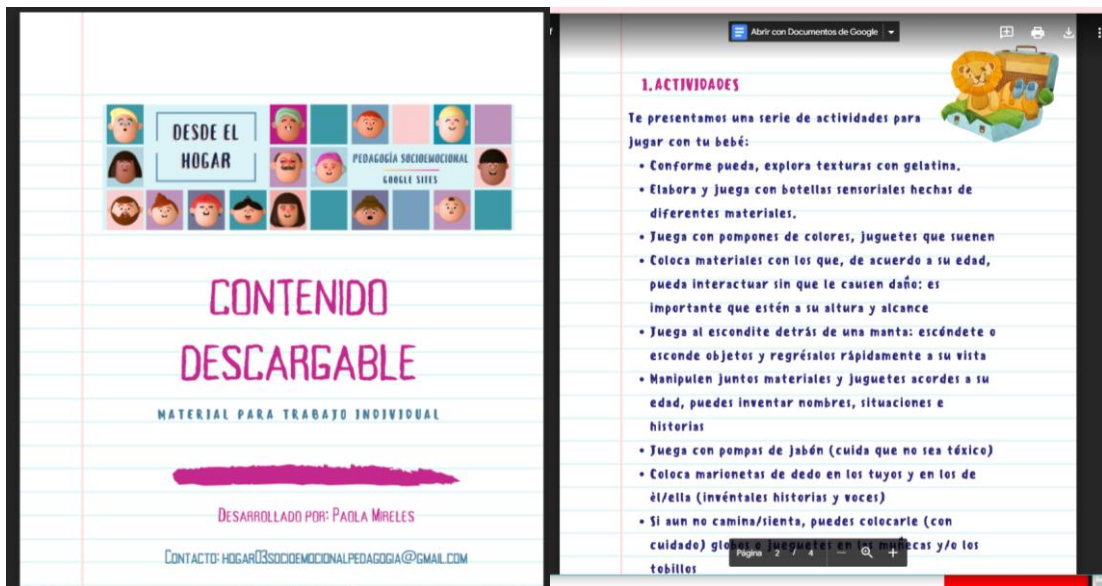 DESDE EL
HOGAR
PEDAGOGÍA SOCIOEMOCIONAL
GOOGLE SITES
CONTENIDO
DESCARGABLE
MATERIAL PARA TRABAJO INDIVIDUAL
DESARROLLADO POR: PAOLA MIRELES
CONTACTO: HOGAR03SOCIOEMOCIONALPEDAGOGIA@GMAIL.COM
Abrir con Documentos de Google
1. ACTIVIDADES
Te presentamos una serie de actividades para
jugar con tu bebé:
• Conforme pueda, explora texturas con gelatina.
• Elabora y juega con botellas sensoriales hechas de
diferentes materiales.
• Juega con pompones de colores, juguetes que suenen
• Coloca materiales con los que, de acuerdo a su edad,
pueda interactuar sin que le causen daño: es
importante que estén a su altura y alcance
• Juega al escondite detrás de una manta: escóndete o
esconde objetos y regrésalos rápidamente a su vista
• Manipulen juntos materiales y juguetes acordes a su
edad, puedes inventar nombres, situaciones e
historias
• Juega con pompas de jabón (cuida que no sea tóxico)
• Coloca marionetas de dedo en los tuyos y en los de
èl/ella (invéntales historias y voces)
• Si aun no camina/sienta, puedes colocarle (con
cuidado) globos o jueguetes en las muñecas y/o los
tobillos
Página 2 / 4